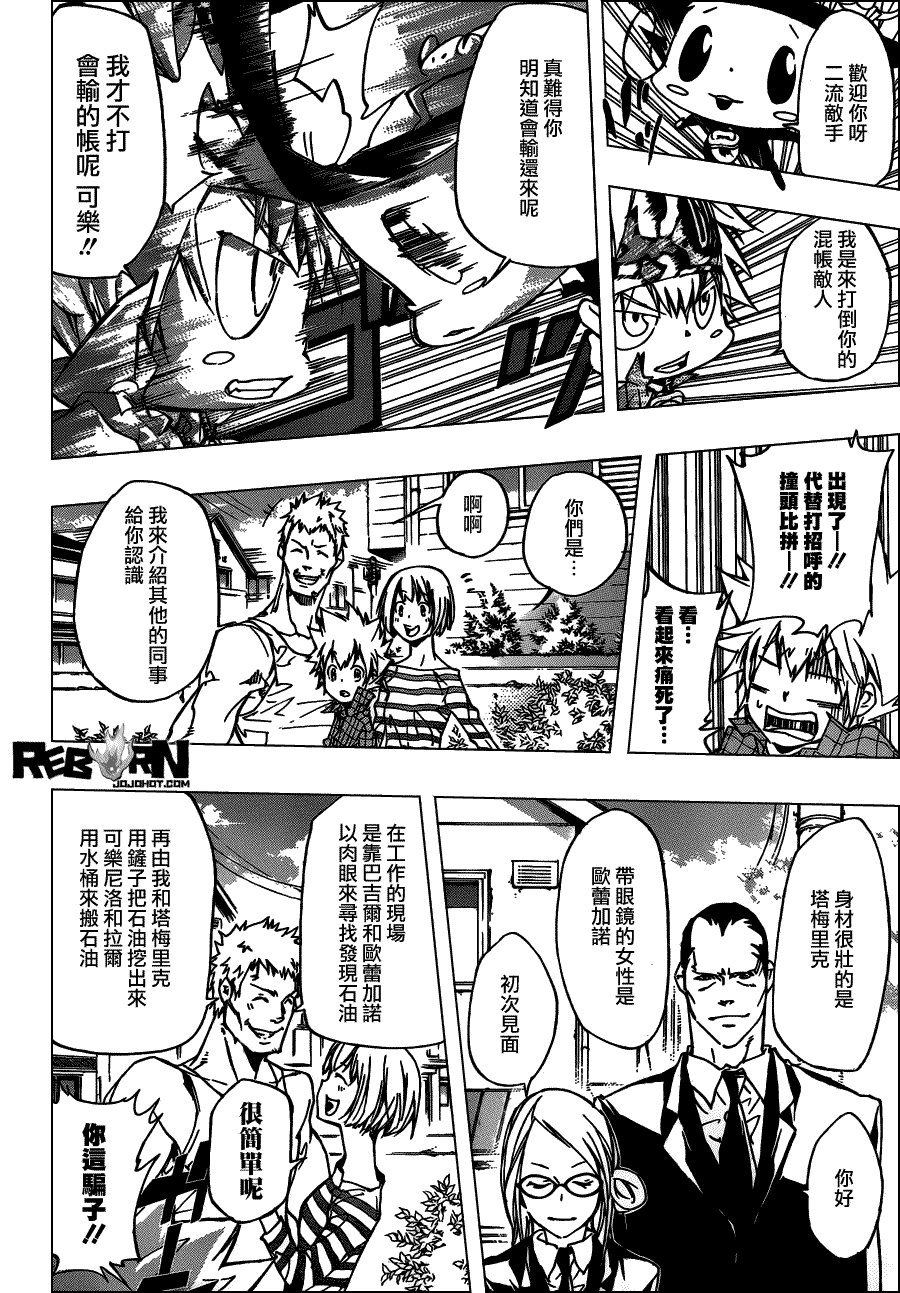 歡迎你呀
二流敵手
我是來打倒你的
混帳敵人
真難得你
明知道會輸還來呢
我才不打
會輸的帳呢 可樂!!
出現了—!!
代替打招呼的
撞頭比拼—!!
看…
看起來痛死了…
你們是…
啊啊
我來介紹其他的同事
給你認識
REBORN
JOJOHOT.COM
身材很壯的是
塔梅里克
你好
帶眼鏡的女性是
歐蕾加諾
初次見面
在工作的現場
是靠巴吉爾和歐蕾加諾
以肉眼來尋找發現石油
再由我和塔梅里克
用鏟子把石油挖出來
可樂尼洛和拉爾
用水桶來搬石油
很簡單呢
你這騙子!!